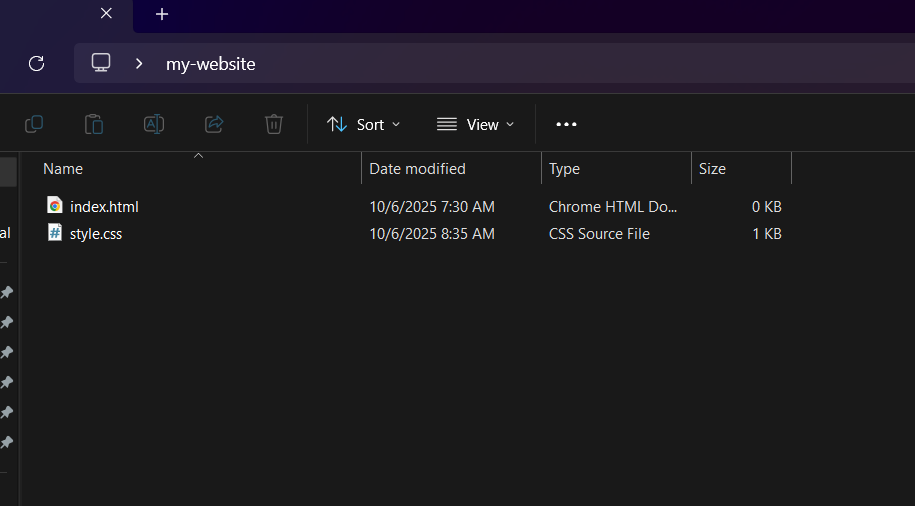 my-website
Sort View
Name Date modified Type Size
index.html 10/6/2025 7:30 AM Chrome HTML Do... 0 KB
style.css 10/6/2025 8:35 AM CSS Source File 1 KB
al